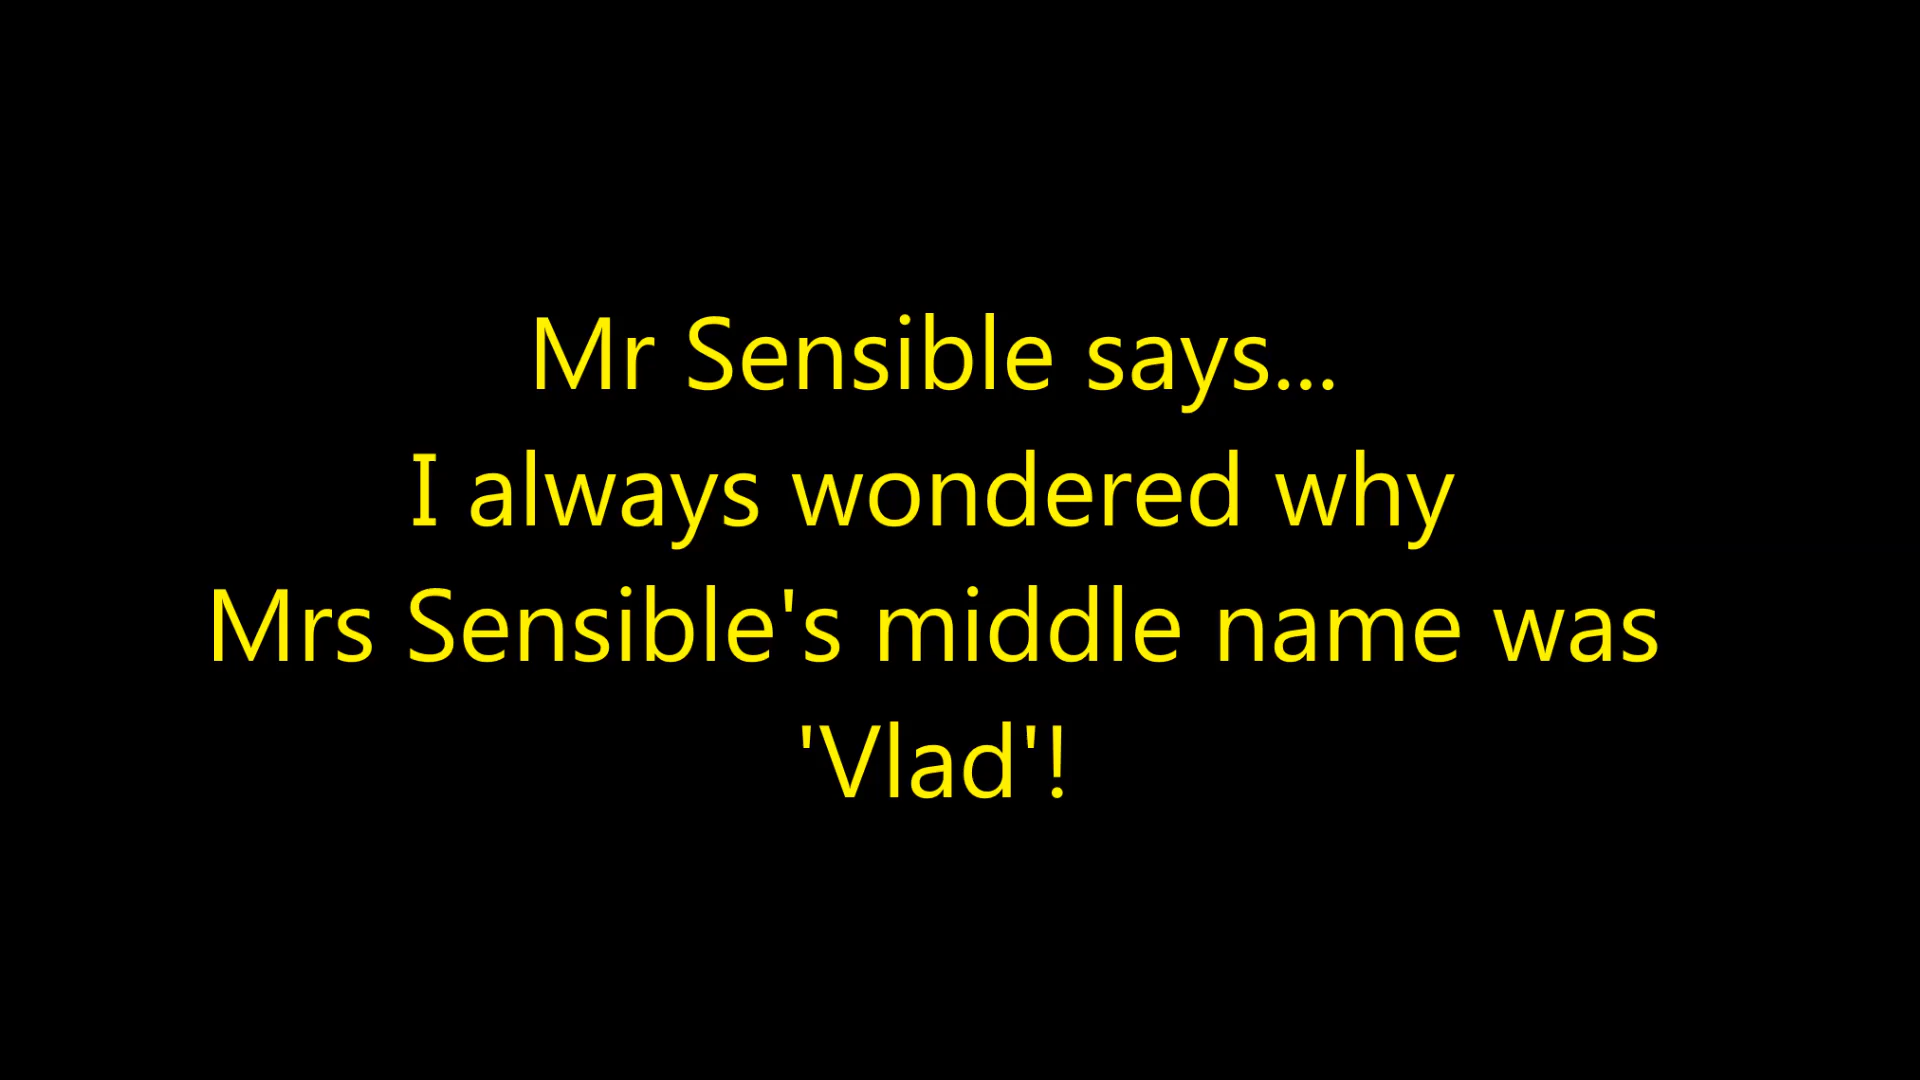 Mr Sensible says...
I always wondered why
Mrs Sensible's middle name was
'Vlad'!